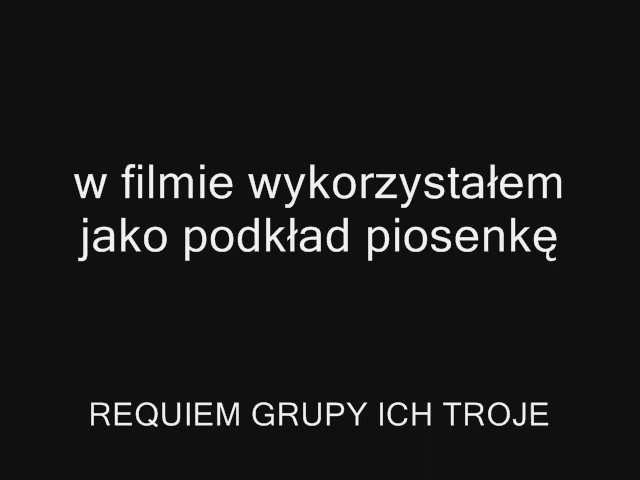 w filmie wykorzystałem
jako podkład piosenkę
REQUIEM GRUPY ICH TROJE